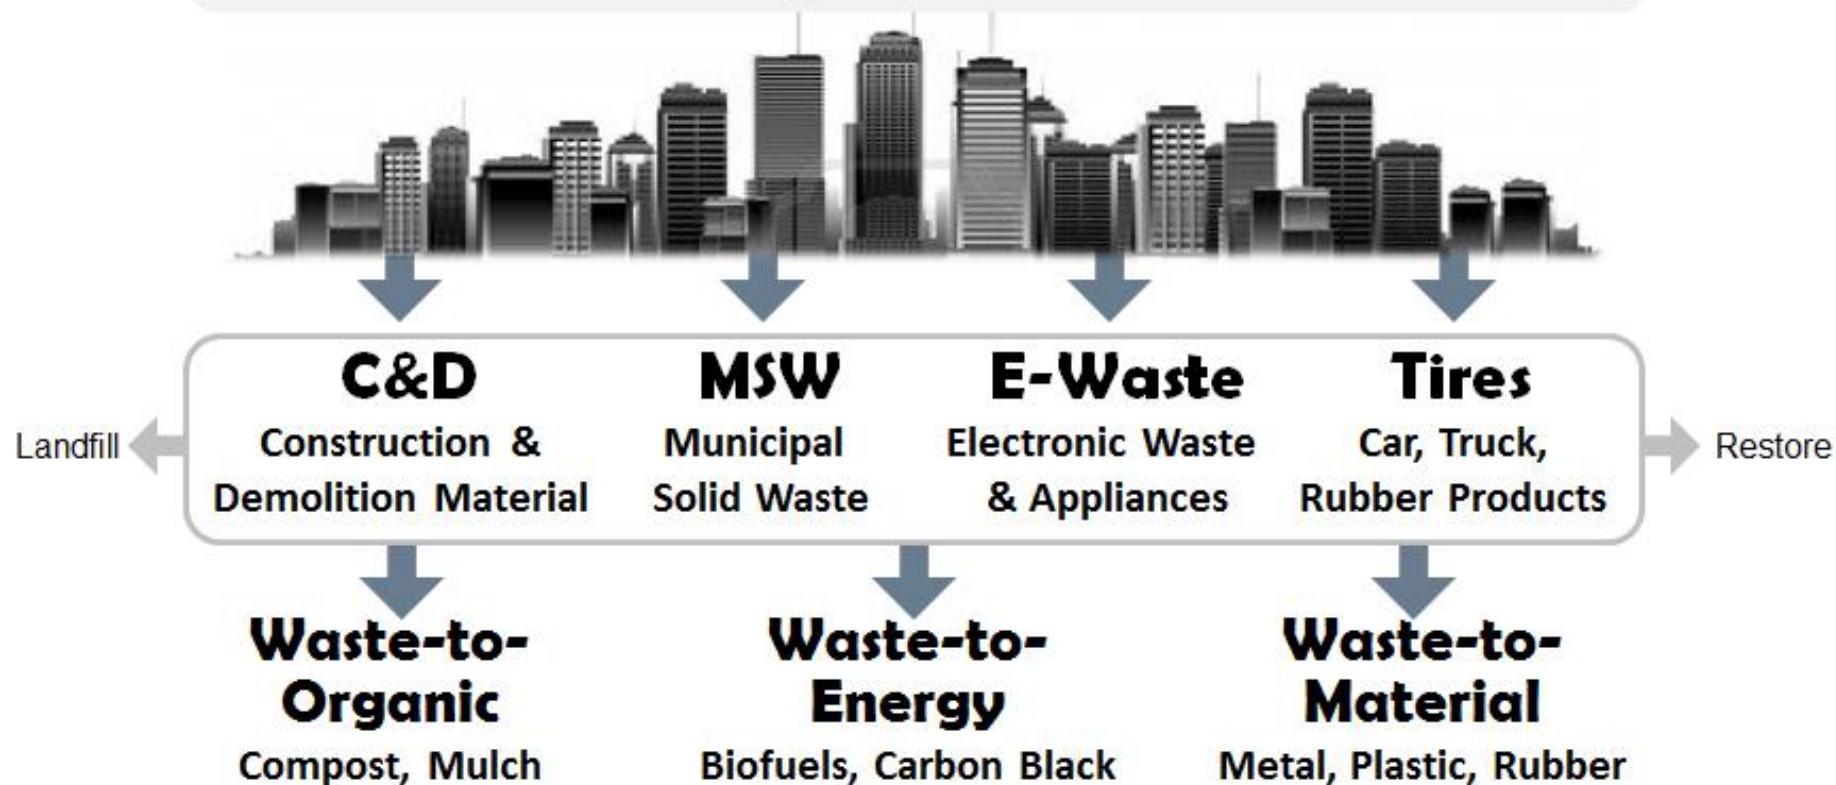 C&D
Construction &
Demolition Material
MSW
Municipal
Solid Waste
E-Waste
Electronic Waste
& Appliances
Tires
Car, Truck,
Rubber Products
Landfill
Restore
Waste-to-
Organic
Compost, Mulch
Waste-to-
Energy
Biofuels, Carbon Black
Waste-to-
Material
Metal, Plastic, Rubber